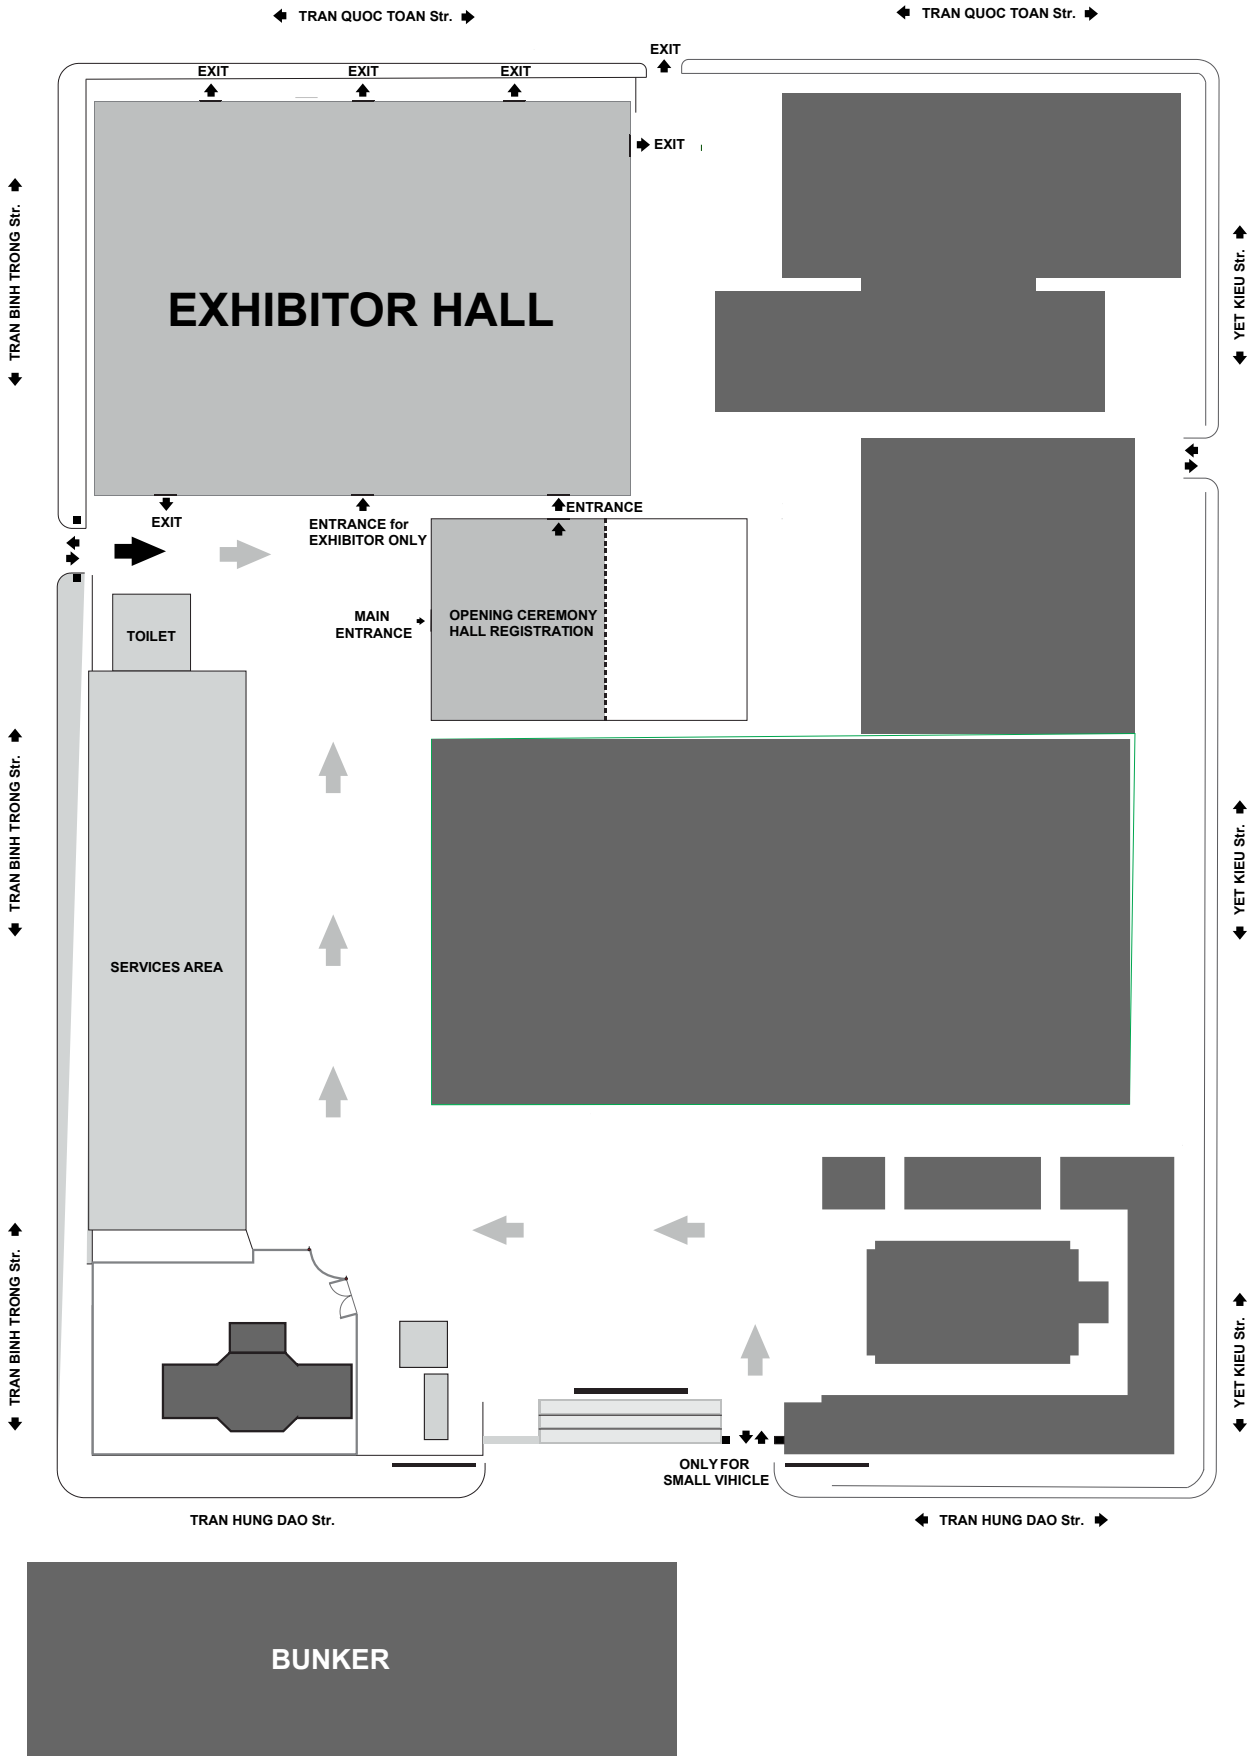 TRAN QUOC TOAN Str.
TRAN QUOC TOAN Str.
EXIT
EXIT
EXIT
EXIT
EXIT
TRAN BINH TRONG Str.
YET KIEU Str.
EXHIBITOR HALL
EXIT
ENTRANCE for
EXHIBITOR ONLY
ENTRANCE
TOILET
MAIN
ENTRANCE
OPENING CEREMONY
HALL REGISTRATION
TRAN BINH TRONG Str.
YET KIEU Str.
SERVICES AREA
TRAN BINH TRONG Str.
YET KIEU Str.
ONLY FOR
SMALL VIHICLE
TRAN HUNG DAO Str.
TRAN HUNG DAO Str.
BUNKER